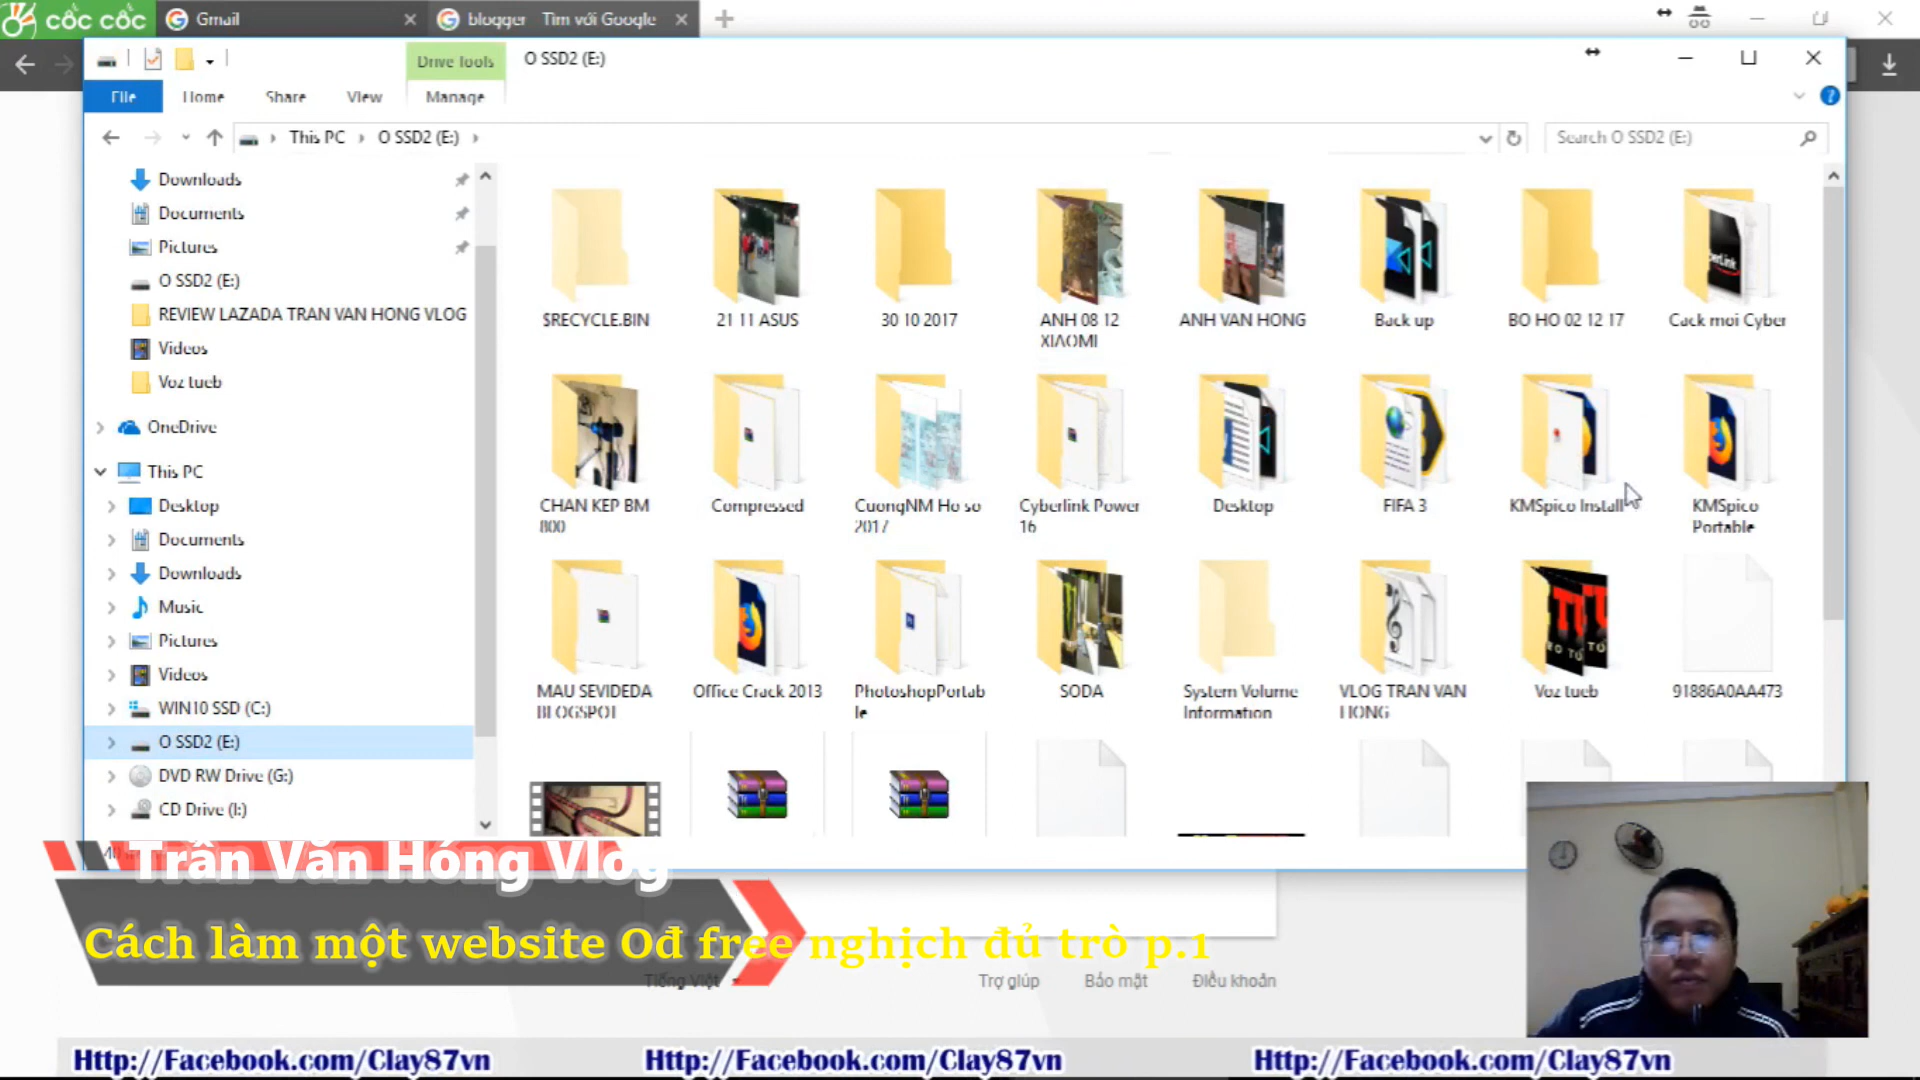 cốc cốc
Gmail
blogger Tìm với Google
Drive Tools
O SSD2 (E:)
File
Home
Share
View
Manage
This PC
O SSD2 (E:)
Search O SSD2 (E:)
Downloads
Documents
Pictures
O SSD2 (E:)
REVIEW LAZADA TRAN VAN HONG VLOG
Videos
Voz tueb
OneDrive
This PC
Desktop
Documents
Downloads
Music
Pictures
Videos
WIN10 SSD (C:)
O SSD2 (E:)
DVD RW Drive (G:)
CD Drive (I:)
$RECYCLE.BIN
21 11 ASUS
30 10 2017
ANH 08 12
XIAOMI
ANH VAN HONG
Back up
BO HO 02 12 17
Cack moi Cyber
CHAN KEP BM
800
Compressed
CuongNM Ho so
2017
Cyberlink Power
16
Desktop
FIFA 3
KMSpico Install
KMSpico
Portable
MAU SEVIDEDA
BLOGSPOT
Office Crack 2013
PhotoshopPortab
le
SODA
System Volume
Information
VLOG TRAN VAN
HONG
Voz tueb
91886A0AA473
Trần Văn Hóng Vlog
Cách làm một website 0đ free nghịch đủ trò p.1
Tiếng Việt
Trợ giúp
Bảo mật
Điều khoản
Http://Facebook.com/Clay87vn
Http://Facebook.com/Clay87vn
Http://Facebook.com/Clay87vn